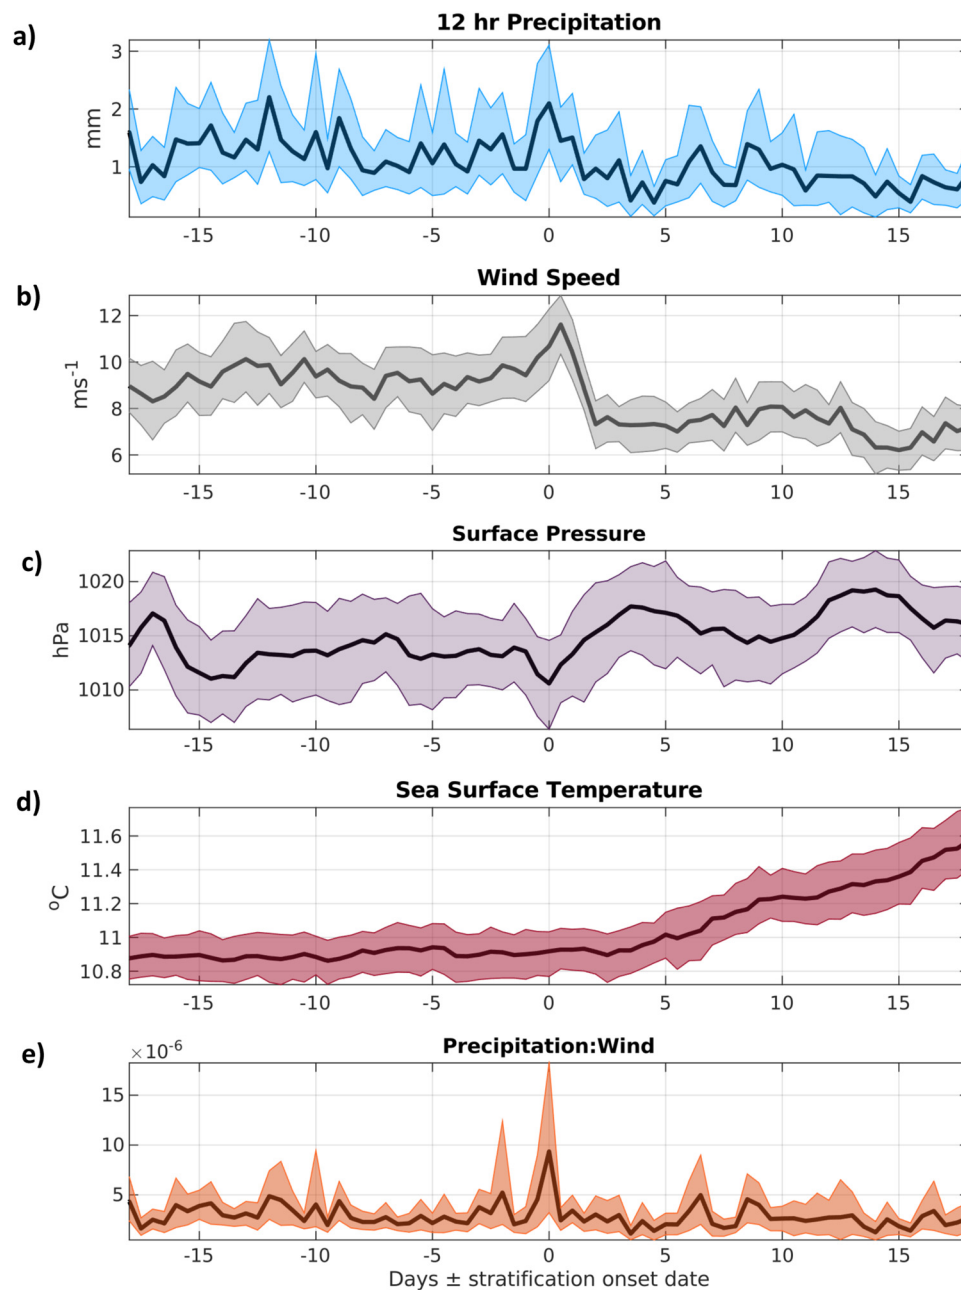 a)
12 hr Precipitation
mm
3
2
1
-15 -10 -5 0 5 10 15
b)
Wind Speed
ms-1
12
10
8
6
-15 -10 -5 0 5 10 15
c)
Surface Pressure
hPa
1020
1015
1010
-15 -10 -5 0 5 10 15
d)
Sea Surface Temperature
oC
11.6
11.4
11.2
11
10.8
-15 -10 -5 0 5 10 15
e)
×10-6
Precipitation:Wind
15
10
5
-15 -10 -5 0 5 10 15
Days ± stratification onset date